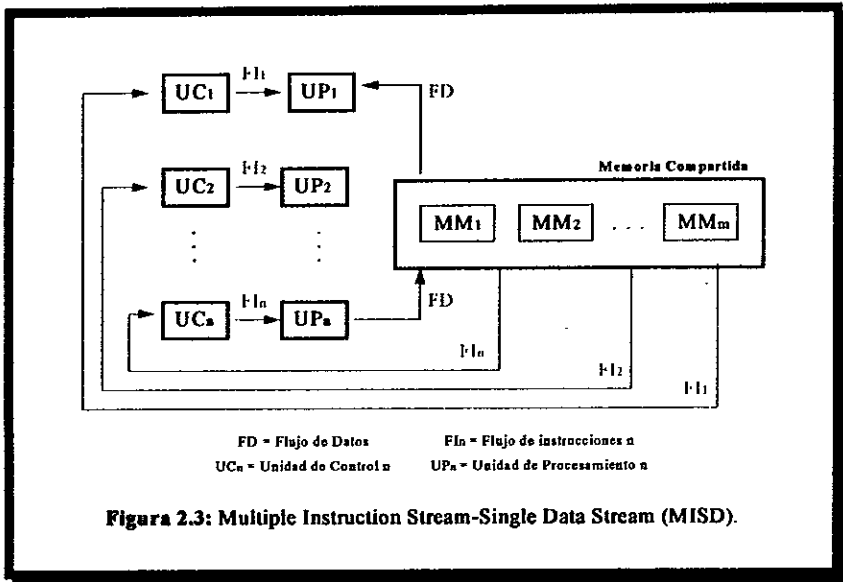 FI1
UC1
UP1
FD
Memoria Compartida
FI2
UC2
UP2
MM1
MM2
. . .
MMm
FIn
UCn
UPn
FD
FIn
FI2
FI1
FD = Flujo de Datos
FIn = Flujo de instrucciones n
UCn = Unidad de Control n
UPn = Unidad de Procesamiento n
Figura 2.3: Multiple Instruction Stream-Single Data Stream (MISD).